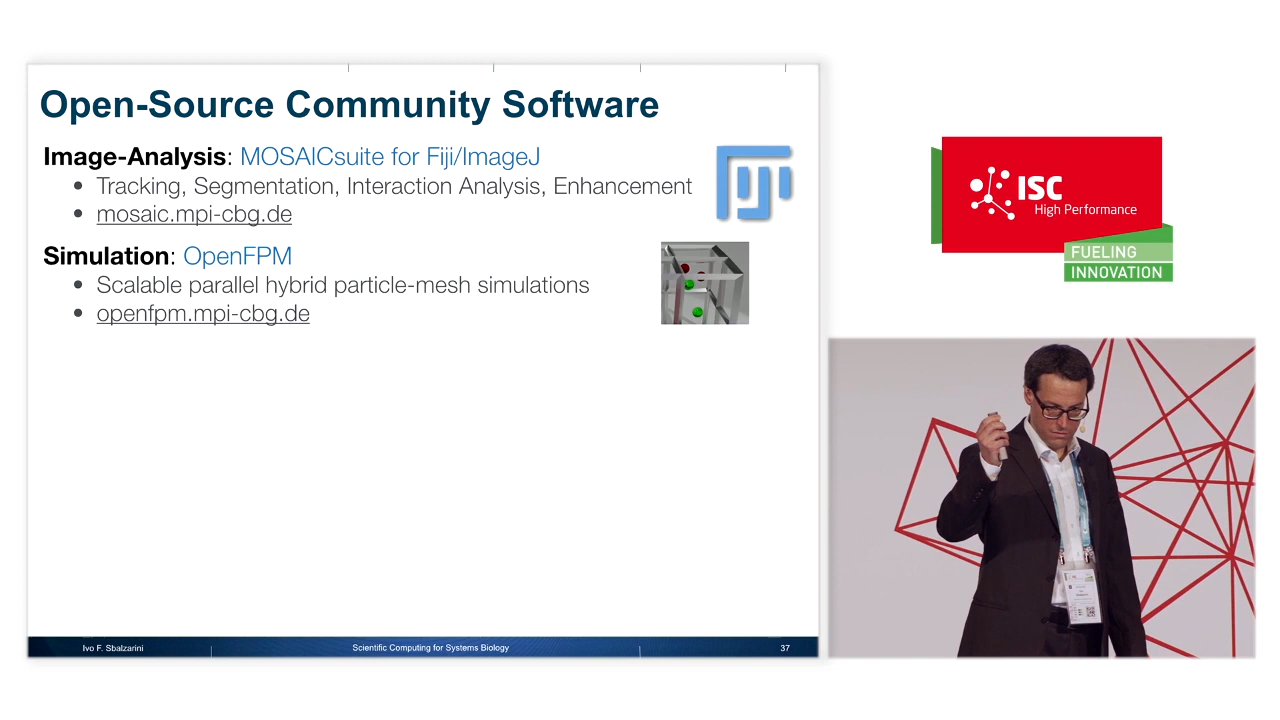 Open-Source Community Software
Image-Analysis: MOSAICsuite for Fiji/ImageJ
• Tracking, Segmentation, Interaction Analysis, Enhancement
• mosaic.mpi-cbg.de
Simulation: OpenFPM
• Scalable parallel hybrid particle-mesh simulations
• openfpm.mpi-cbg.de
Ivo F. Sbalzarini
Scientific Computing for Systems Biology
37
ISC
High Performance
FUELING
INNOVATION